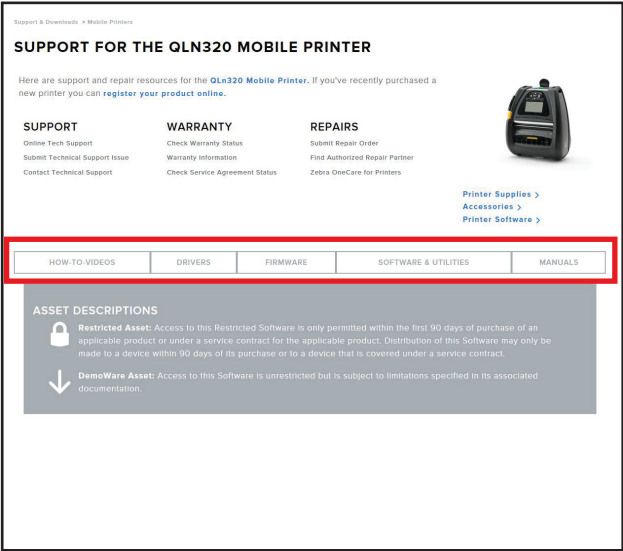 Support & Downloads > Mobile Printers
SUPPORT FOR THE QLN320 MOBILE PRINTER
Here are support and repair resources for the QLn320 Mobile Printer. If you've recently purchased a
new printer you can register your product online.
SUPPORT WARRANTY REPAIRS
Online Tech Support Check Warranty Status Submit Repair Order
Submit Technical Support Issue Warranty Information Find Authorized Repair Partner
Contact Technical Support Check Service Agreement Status Zebra OneCare for Printers
Printer Supplies >
Accessories >
Printer Software >
HOW-TO-VIDEOS DRIVERS FIRMWARE SOFTWARE & UTILITIES MANUALS
ASSET DESCRIPTIONS
Restricted Asset: Access to this Restricted Software is only permitted within the first 90 days of purchase of an
applicable product or under a service contract for the applicable product. Distribution of this Software may only be
made to a device within 90 days of its purchase or to a device that is covered under a service contract.
DemoWare Asset: Access to this Software is unrestricted but is subject to limitations specified in its associated
documentation.